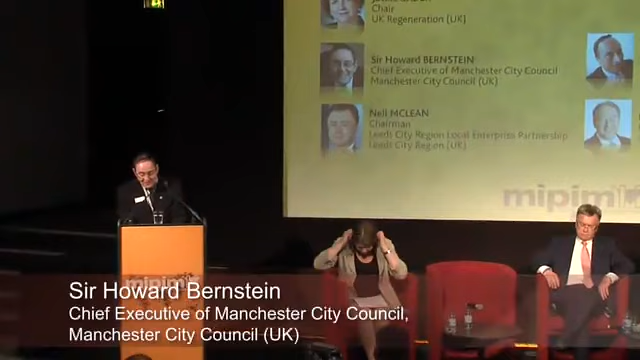 Chair
UK Regeneration (UK)
Sir Howard BERNSTEIN
Chief Executive of Manchester City Council
Manchester City Council (UK)
Neil MCLEAN
Chairman
Leeds City Region Local Enterprise Partnership
Leeds City Region (UK)
mipim
mipim
Sir Howard Bernstein
Chief Executive of Manchester City Council,
Manchester City Council (UK)